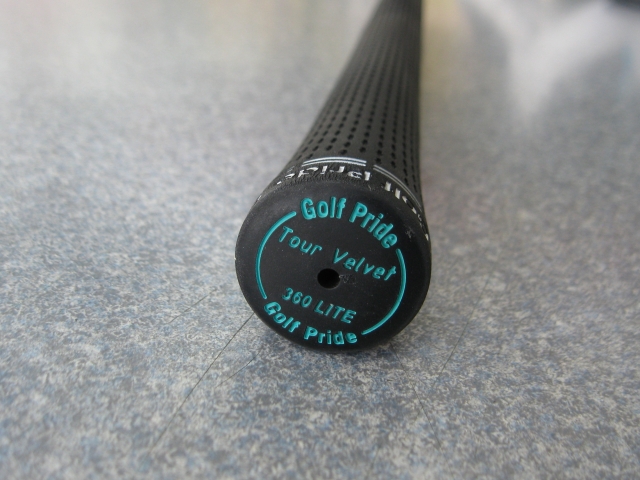 Golf Pride
Tour Velvet
360 LITE
Golf Pride